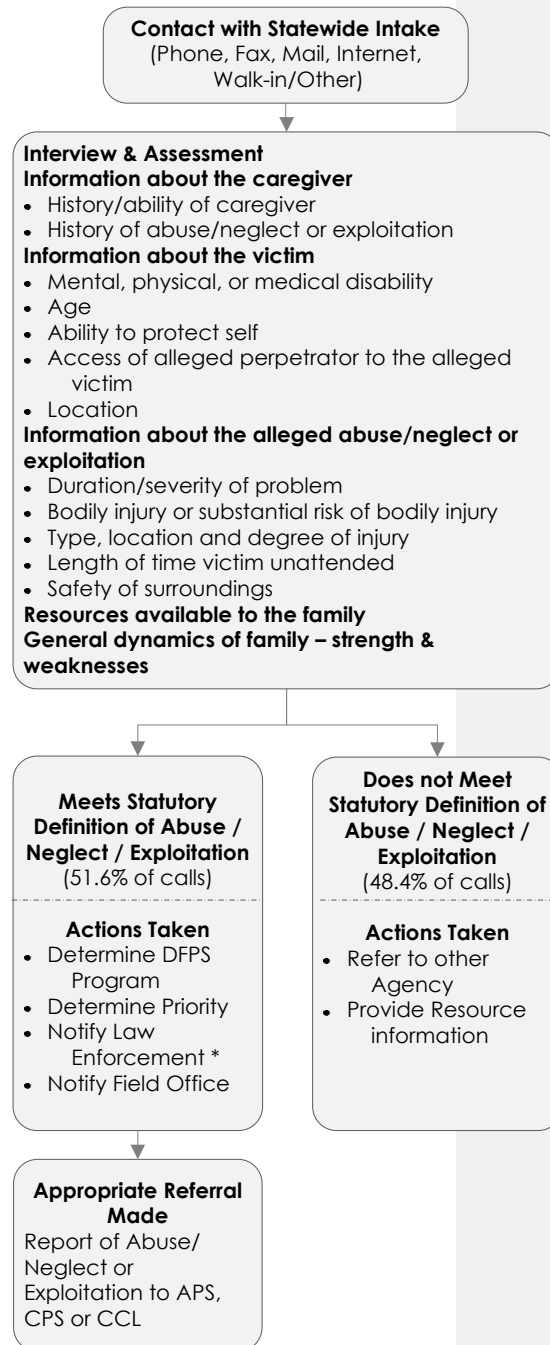 Contact with Statewide Intake
(Phone, Fax, Mail, Internet,
Walk-in/Other)
Interview & Assessment
Information about the caregiver
• History/ability of caregiver
• History of abuse/neglect or exploitation
Information about the victim
• Mental, physical, or medical disability
• Age
• Ability to protect self
• Access of alleged perpetrator to the alleged
victim
• Location
Information about the alleged abuse/neglect or
exploitation
• Duration/severity of problem
• Bodily injury or substantial risk of bodily injury
• Type, location and degree of injury
• Length of time victim unattended
• Safety of surroundings
Resources available to the family
General dynamics of family – strength &
weaknesses
Meets Statutory
Definition of Abuse /
Neglect / Exploitation
(51.6% of calls)
Actions Taken
• Determine DFPS
Program
• Determine Priority
• Notify Law
Enforcement *
• Notify Field Office
Does not Meet
Statutory Definition of
Abuse / Neglect /
Exploitation
(48.4% of calls)
Actions Taken
• Refer to other
Agency
• Provide Resource
information
Appropriate Referral
Made
Report of Abuse/
Neglect or
Exploitation to APS,
CPS or CCL